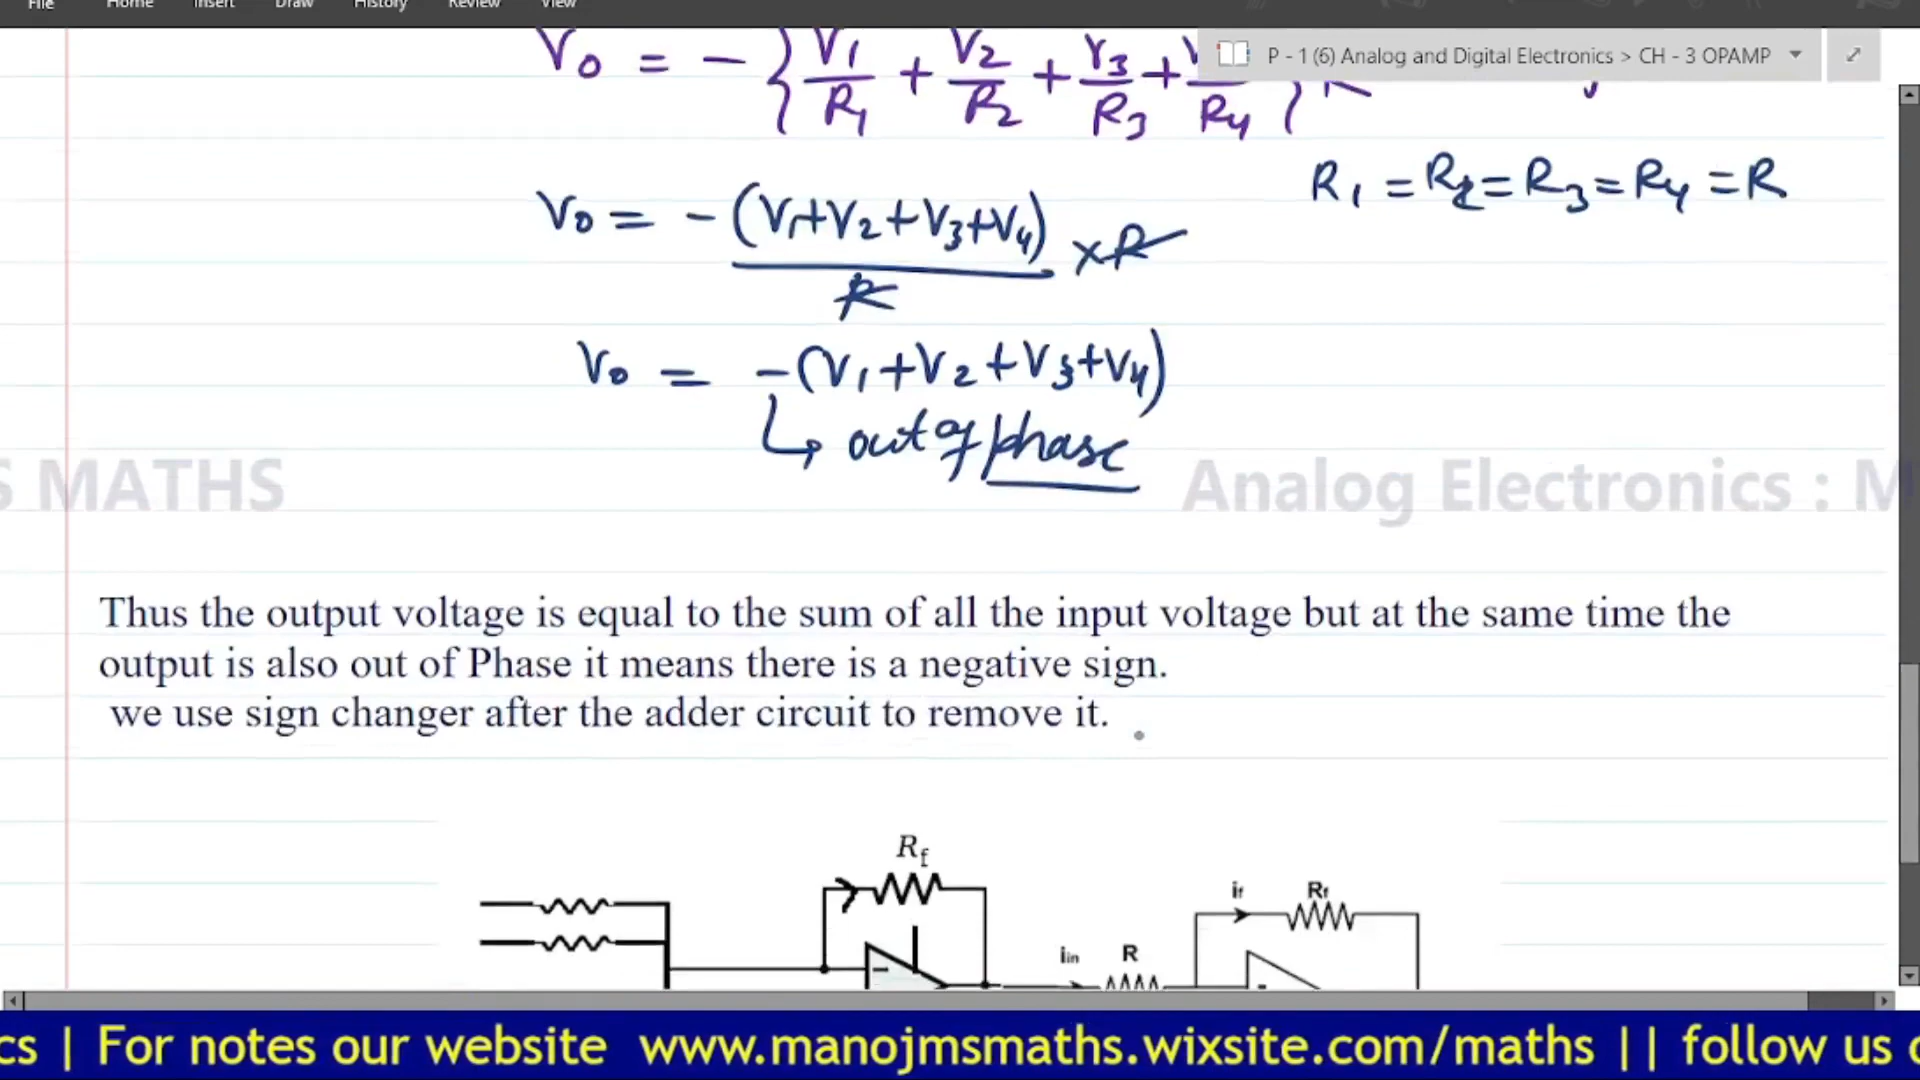 File Home Insert Draw History Review View
P - 1 (6) Analog and Digital Electronics > CH - 3 OPAMP
V0 = - { V1/R1 + V2/R2 + V3/R3 + /R4 }
R1 = R2 = R3 = R4 = R
V0 = - (V1+V2+V3+V4)/R × R
V0 = -(V1+V2+V3+V4)
out of phase
S MATHS
Analog Electronics : M
Thus the output voltage is equal to the sum of all the input voltage but at the same time the
output is also out of Phase it means there is a negative sign.
we use sign changer after the adder circuit to remove it.
Rf
if Rf
iin R
cs | For notes our website www.manojmsmaths.wixsite.com/maths || follow us